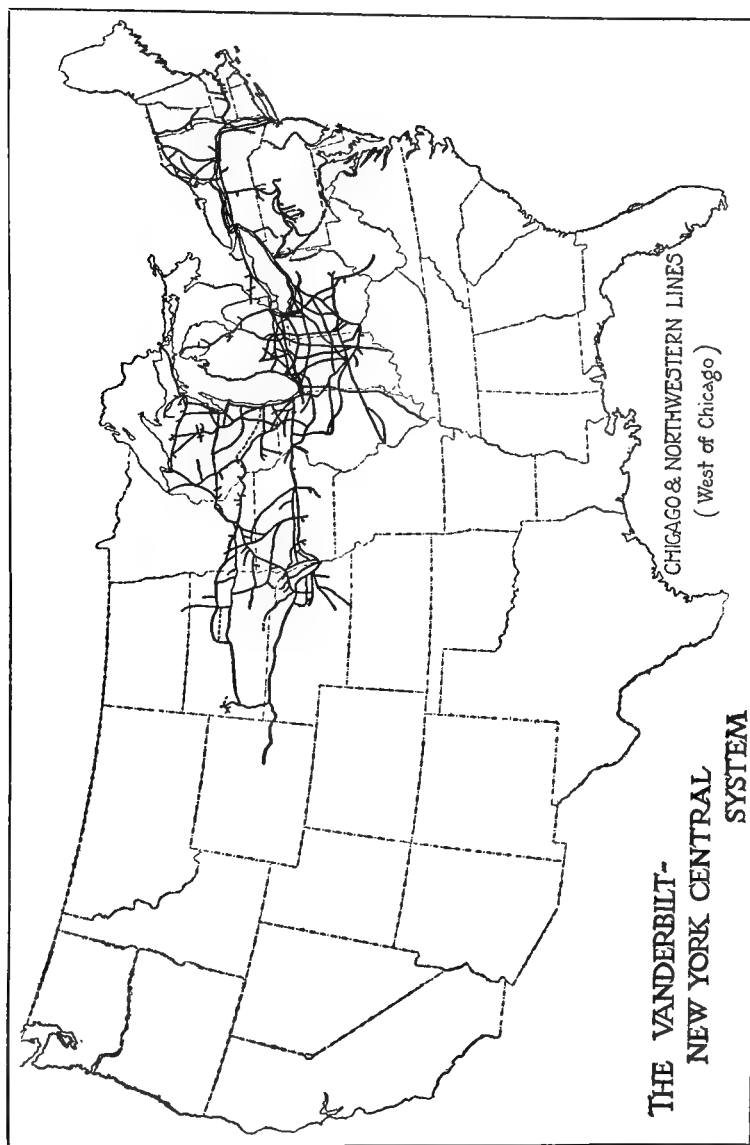 THE VANDERBILT-
NEW YORK CENTRAL
SYSTEM
CHICAGO & NORTHWESTERN LINES
(West of Chicago)